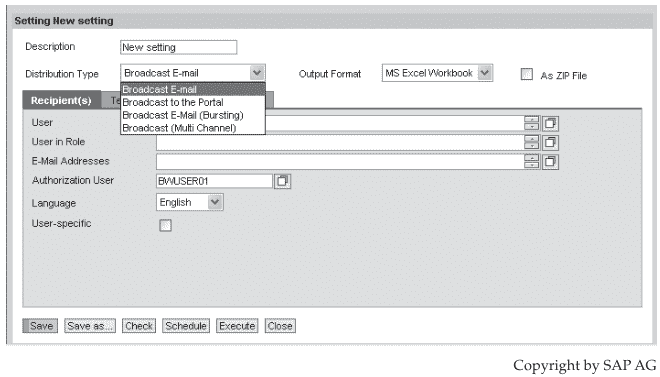 Setting New setting
Description New setting
Distribution Type Broadcast E-mail Output Format MS Excel Workbook As ZIP File
Broadcast E-mail
Broadcast to the Portal
Broadcast E-Mail (Bursting)
Broadcast (Multi Channel)
Recipient(s)
User
User in Role
E-Mail Addresses
Authorization User BWUSER01
Language English
User-specific
Save Save as... Check Schedule Execute Close
Copyright by SAP AG